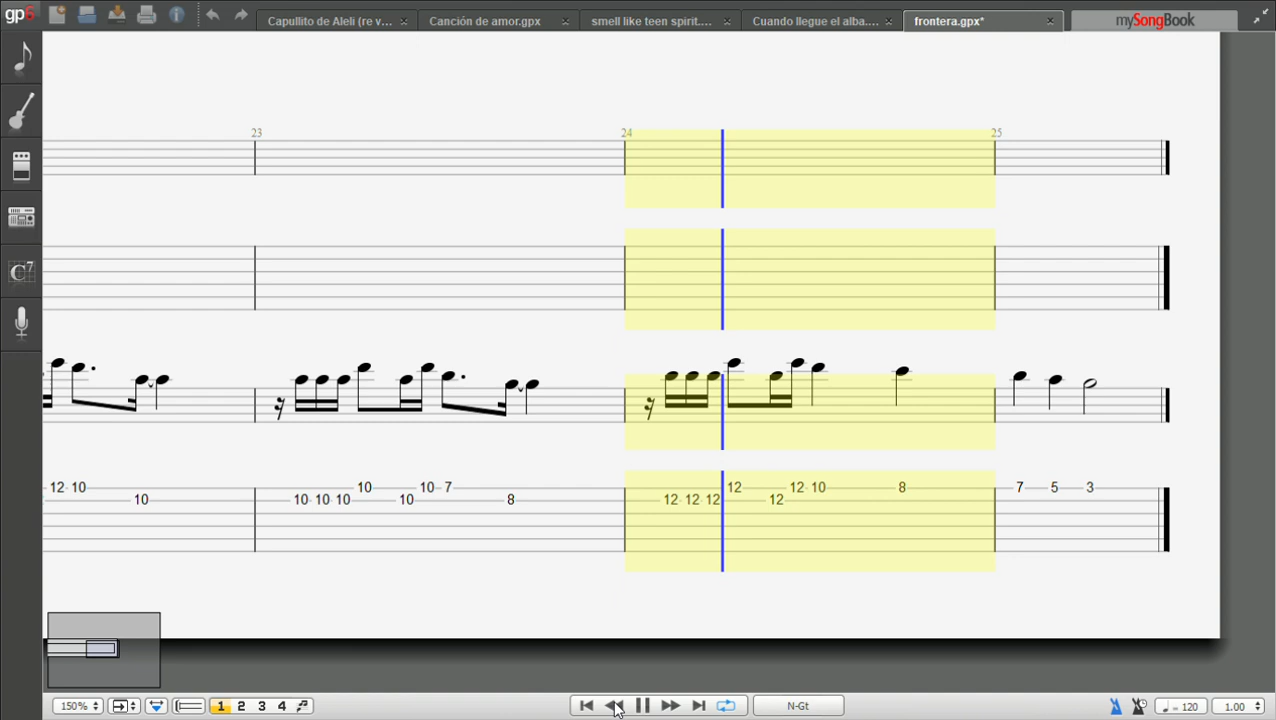 gp6 Capullito de Aleli (re v... Canción de amor.gpx smell like teen spirit.... Cuando llegue el alba.... frontera.gpx* mySongBook
23 24 25
12 10 10 10 7 12 12 10 8 7 5 3
10 10 10 10 10 8 12 12 12 12
C7
150% 1 2 3 4 N-Gt = 120 1.00